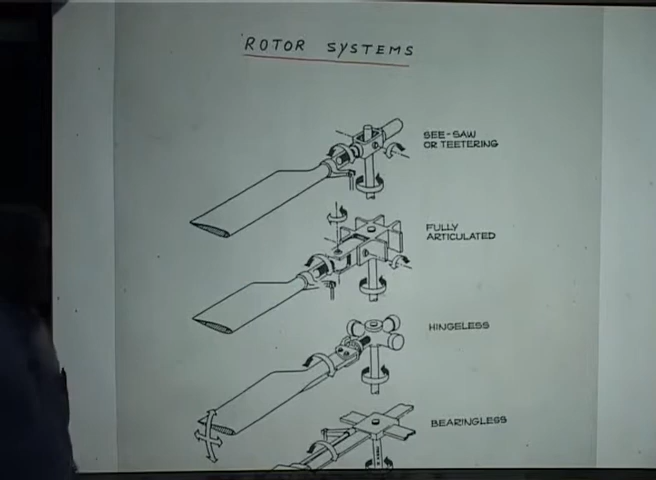 ROTOR SYSTEMS
SEE-SAW
OR TEETERING
FULLY
ARTICULATED
HINGELESS
BEARINGLESS